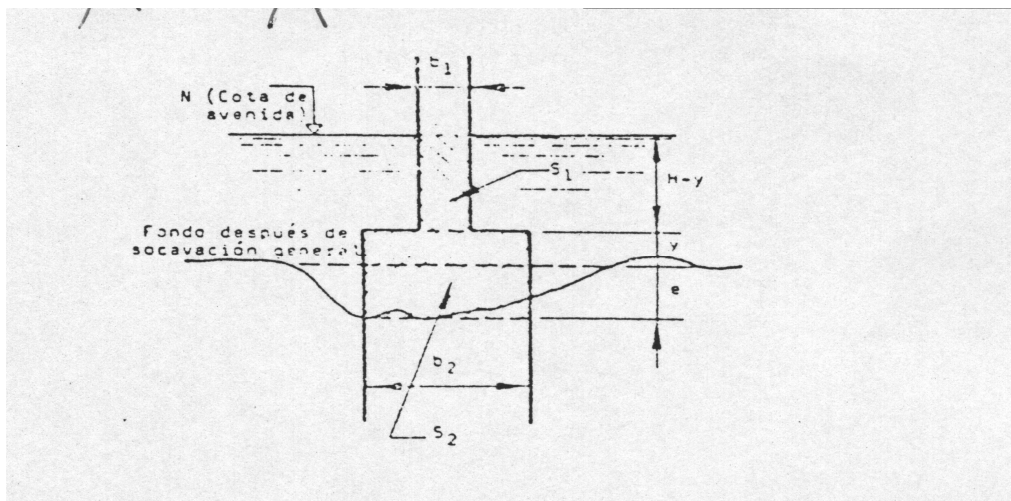 b₁
N (Cota de
avenida)
S₁
H-y
Fondo después de
socavación general
y
e
b₂
S₂